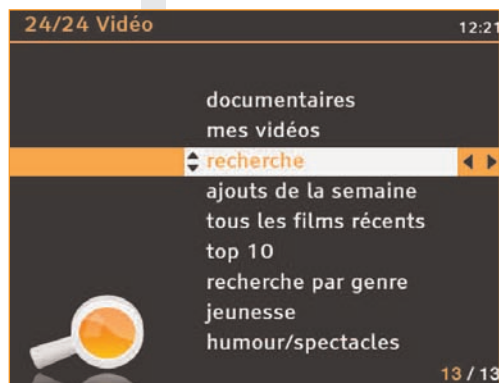 24/24 Vidéo 12:21
documentaires
mes vidéos
recherche
ajouts de la semaine
tous les films récents
top 10
recherche par genre
jeunesse
humour/spectacles
13 / 13